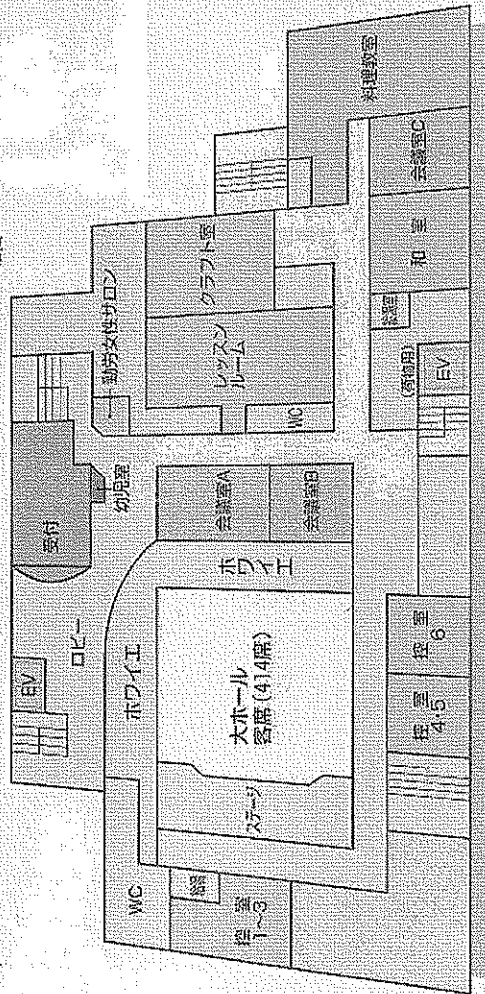 受付
EV
ロビー
幼児室
勤労女性サロン
クラフト室
レッスン
ルーム
WC
料理教室
会議室C
和室
(荷物用)
EV
会議室A
会議室B
ホワイエ
ホワイエ
大ホール
客席(414席)
ステージ
WC
控室
1~3
控室
4・5
控室
6